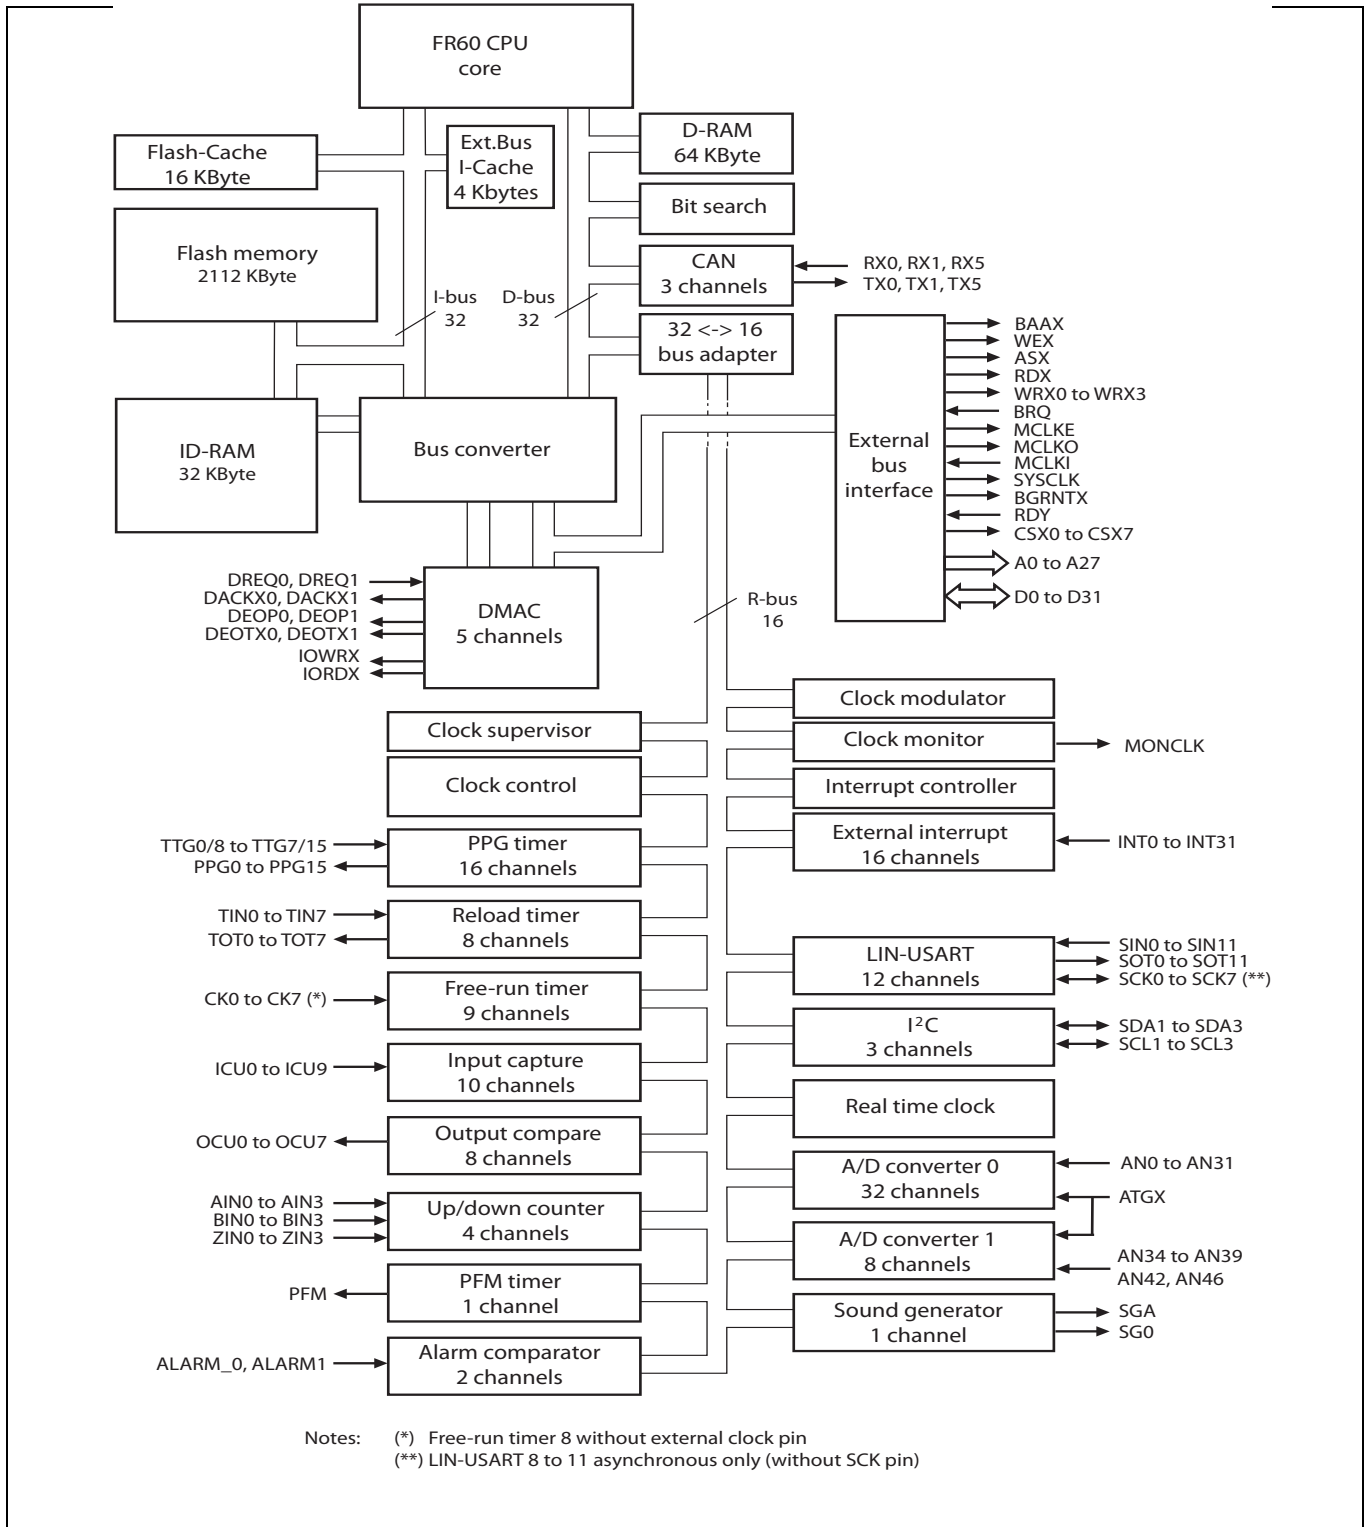 FR60 CPU
core
Flash-Cache
16 KByte
Ext.Bus
I-Cache
4 Kbytes
D-RAM
64 KByte
Bit search
Flash memory
2112 KByte
CAN
3 channels
RX0, RX1, RX5
TX0, TX1, TX5
I-bus
32
D-bus
32
32 <-> 16
bus adapter
ID-RAM
32 KByte
Bus converter
External
bus
interface
BAAX
WEX
ASX
RDX
WRX0 to WRX3
BRQ
MCLKE
MCLKO
MCLKI
SYSCLK
BGRNTX
RDY
CSX0 to CSX7
A0 to A27
D0 to D31
DREQ0, DREQ1
DACKX0, DACKX1
DEOP0, DEOP1
DEOTX0, DEOTX1
IOWRX
IORDX
DMAC
5 channels
R-bus
16
Clock supervisor
Clock control
TTG0/8 to TTG7/15
PPG0 to PPG15
PPG timer
16 channels
TIN0 to TIN7
TOT0 to TOT7
Reload timer
8 channels
CK0 to CK7 (*)
Free-run timer
9 channels
ICU0 to ICU9
Input capture
10 channels
OCU0 to OCU7
Output compare
8 channels
AIN0 to AIN3
BIN0 to BIN3
ZIN0 to ZIN3
Up/down counter
4 channels
PFM
PFM timer
1 channel
ALARM_0, ALARM1
Alarm comparator
2 channels
Clock modulator
Clock monitor
MONCLK
Interrupt controller
External interrupt
16 channels
INT0 to INT31
LIN-USART
12 channels
SIN0 to SIN11
SOT0 to SOT11
SCK0 to SCK7 (**)
I²C
3 channels
SDA1 to SDA3
SCL1 to SCL3
Real time clock
A/D converter 0
32 channels
AN0 to AN31
ATGX
A/D converter 1
8 channels
AN34 to AN39
AN42, AN46
Sound generator
1 channel
SGA
SG0
Notes: (*) Free-run timer 8 without external clock pin
(**) LIN-USART 8 to 11 asynchronous only (without SCK pin)